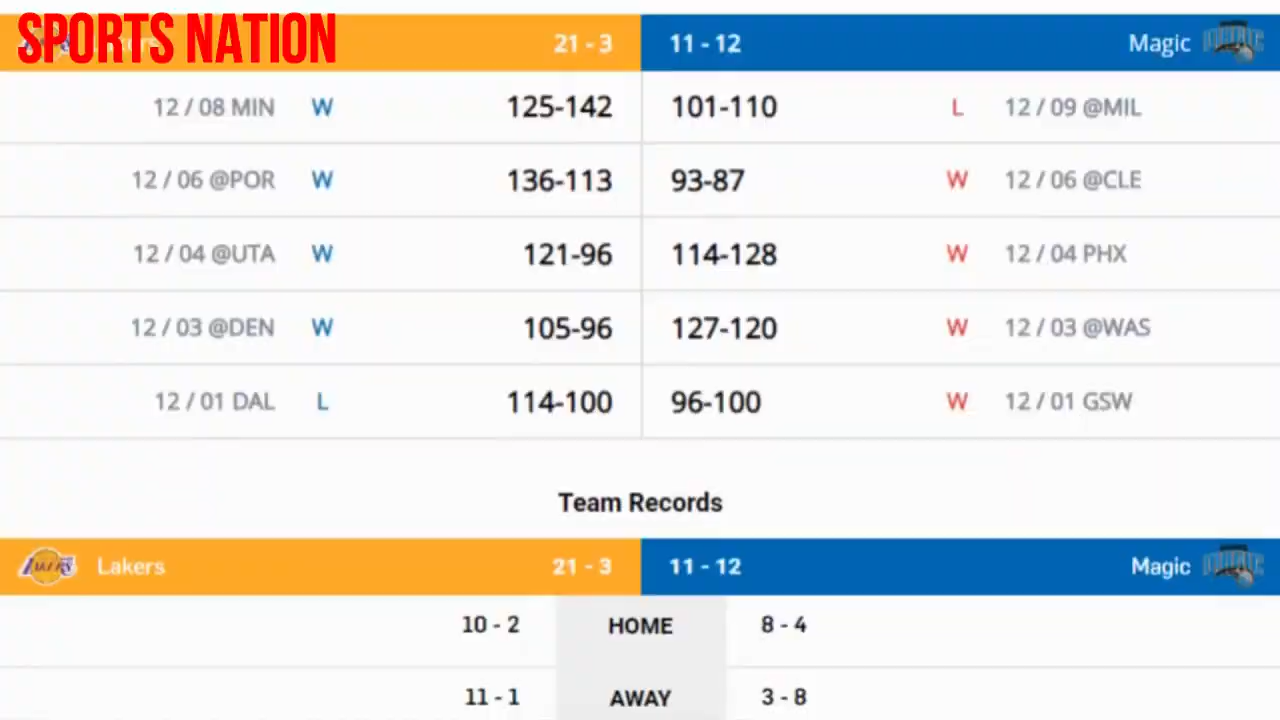 SPORTS NATION 21 - 3 11 - 12 Magic
12 / 08 MIN W 125-142 101-110 L 12 / 09 @MIL
12 / 06 @POR W 136-113 93-87 W 12 / 06 @CLE
12 / 04 @UTA W 121-96 114-128 W 12 / 04 PHX
12 / 03 @DEN W 105-96 127-120 W 12 / 03 @WAS
12 / 01 DAL L 114-100 96-100 W 12 / 01 GSW
Team Records
Lakers 21 - 3 11 - 12 Magic
10 - 2 HOME 8 - 4
11 - 1 AWAY 3 - 8